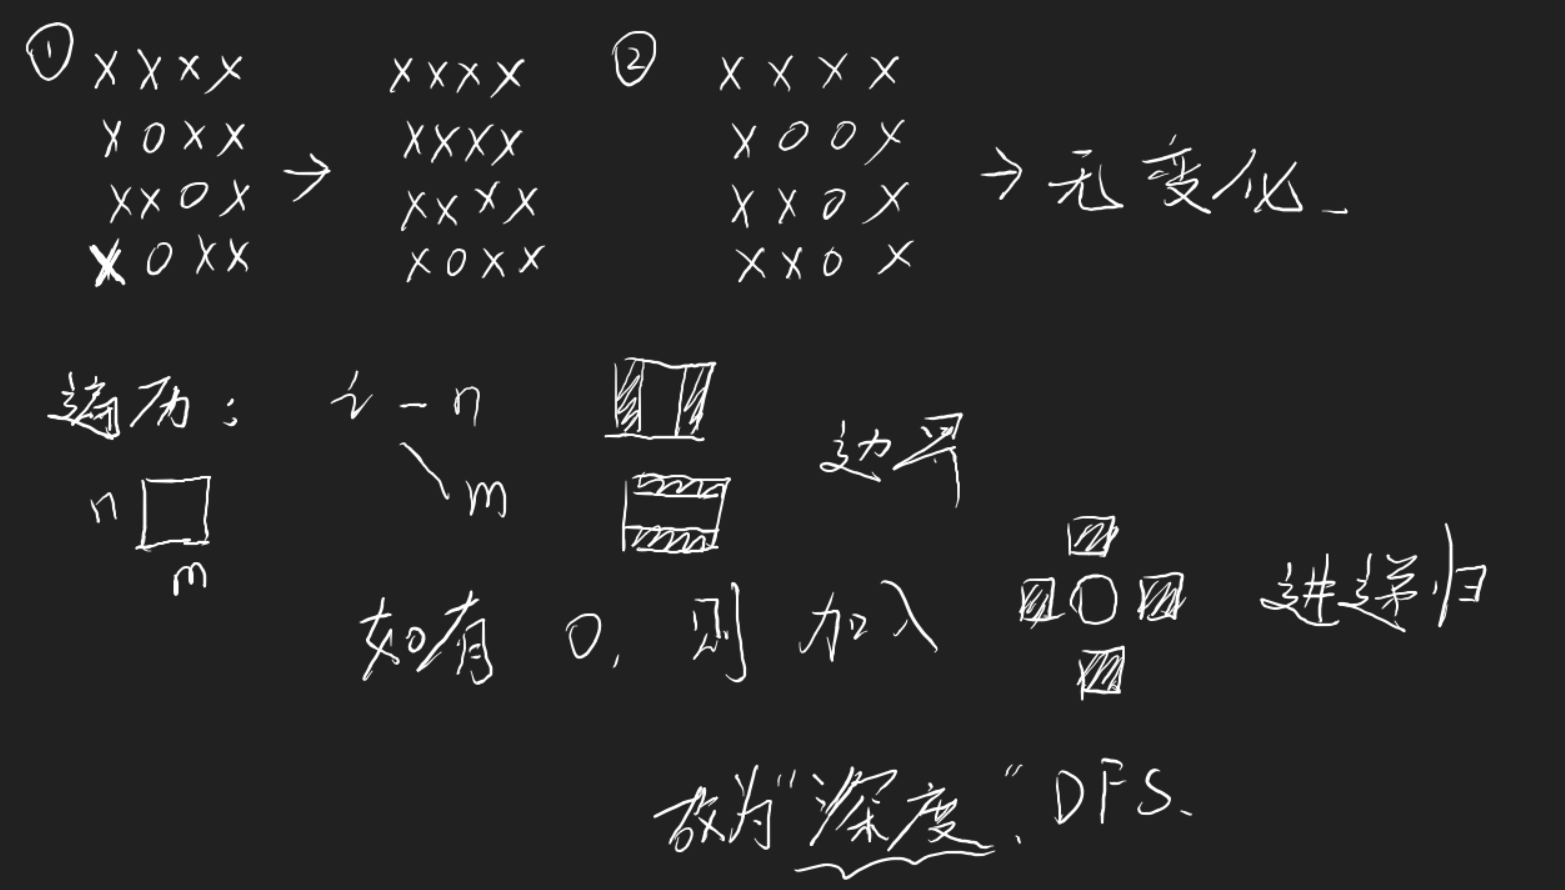 ① X X X X X X X X ② X X X X
X O X X → X X X X X O O X → 无变化
X X O X X X X X X X O X
X O X X X O X X X X O X
遍历: i - n 边界
n m
m
如有 O, 则 加入 进递归
故为"深度", DFS、